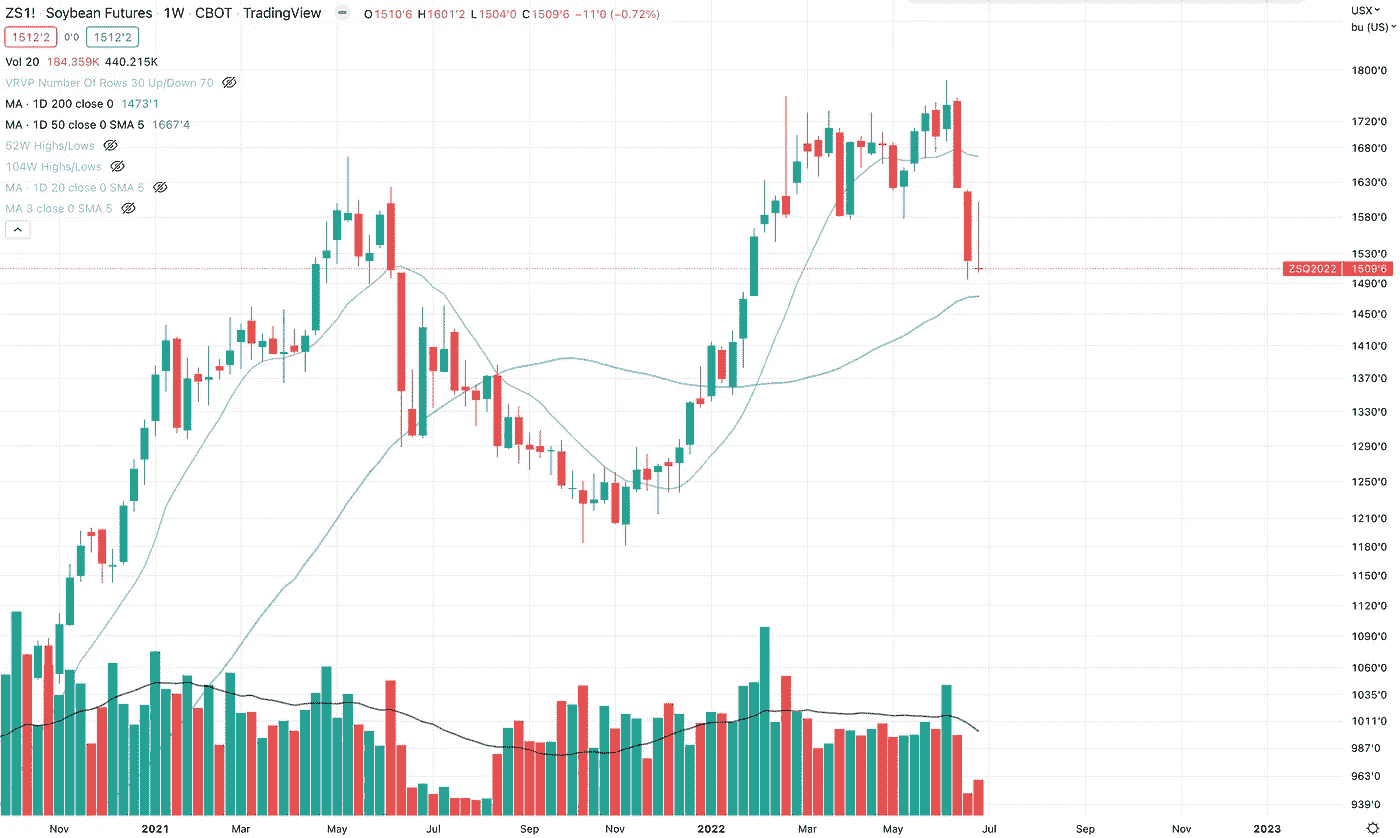 ZS1! · Soybean Futures · 1W · CBOT · TradingView O1510'6 H1601'2 L1504'0 C1509'6 −11'0 (−0.72%)
1512'2 0'0 1512'2
Vol 20 184.359K 440.215K
VRVP Number Of Rows 30 Up/Down 70
MA · 1D 200 close 0 1473'1
MA · 1D 50 close 0 SMA 5 1667'4
52W Highs/Lows
104W Highs/Lows
MA · 1D 20 close 0 SMA 5
MA 3 close 0 SMA 5
USX
bu (US)
1800'0
1720'0
1680'0
1630'0
1580'0
1530'0
ZSQ2022 1509'6
1490'0
1450'0
1410'0
1370'0
1330'0
1290'0
1250'0
1210'0
1180'0
1150'0
1120'0
1090'0
1060'0
1035'0
1011'0
987'0
963'0
939'0
Nov 2021 Mar May Jul Sep Nov 2022 Mar May Jul Sep Nov 2023